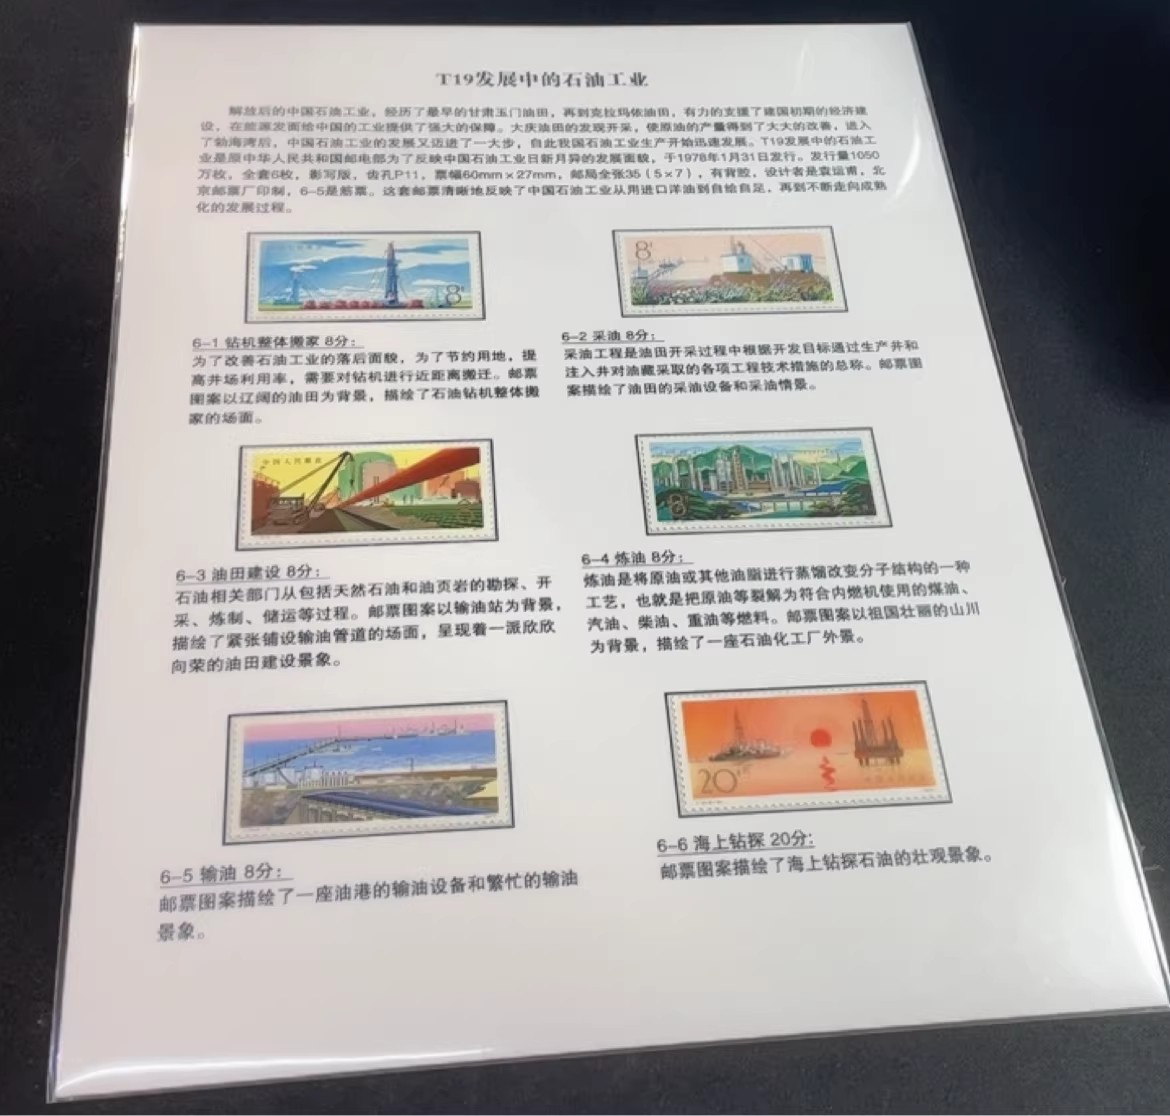 T19发展中的石油工业
解放后的中国石油工业，经历了最早的甘肃玉门油田，再到克拉玛依油田，有力的支援了建国初期的经济建
设，在能源发面给中国的工业提供了强大的保障。大庆油田的发现开采，使原油的产量得到了大大的改善，进入
了勃海湾后，中国石油工业的发展又迈进了一大步，自此我国石油工业生产开始迅速发展。T19发展中的石油工
业是原中华人民共和国邮电部为了反映中国石油工业日新月异的发展面貌，于1978年1月31日发行。发行量1050
万枚，全套6枚，影写版，齿孔P11，票幅60mm×27mm，邮局全张35（5×7），有背胶，设计者是袁运甫，北
京邮票厂印制，6-5是筋票。这套邮票清晰地反映了中国石油工业从用进口洋油到自给自足，再到不断走向成熟
化的发展过程。
8分
8分
6-1 钻机整体搬家 8分：
为了改善石油工业的落后面貌，为了节约用地，提
高井场利用率，需要对钻机进行近距离搬迁。邮票
图案以辽阔的油田为背景，描绘了石油钻机整体搬
家的场面。
6-2 采油 8分：
采油工程是油田开采过程中根据开发目标通过生产井和
注入井对油藏采取的各项工程技术措施的总称。邮票图
案描绘了油田的采油设备和采油情景。
中国人民邮政
8
6-3 油田建设 8分：
石油相关部门从包括天然石油和油页岩的勘探、开
采、炼制、储运等过程。邮票图案以输油站为背景，
描绘了紧张铺设输油管道的场面，呈现着一派欣欣
向荣的油田建设景象。
6-4 炼油 8分：
炼油是将原油或其他油脂进行蒸馏改变分子结构的一种
工艺，也就是把原油等裂解为符合内燃机使用的煤油、
汽油、柴油、重油等燃料。邮票图案以祖国壮丽的山川
为背景，描绘了一座石油化工厂外景。
20分
6-5 输油 8分：
邮票图案描绘了一座油港的输油设备和繁忙的输油
景象。
6-6 海上钻探 20分：
邮票图案描绘了海上钻探石油的壮观景象。